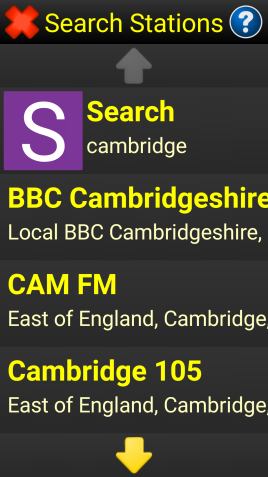 Search Stations ?
S
Search
cambridge
BBC Cambridgeshire
Local BBC Cambridgeshire,
CAM FM
East of England, Cambridge,
Cambridge 105
East of England, Cambridge,